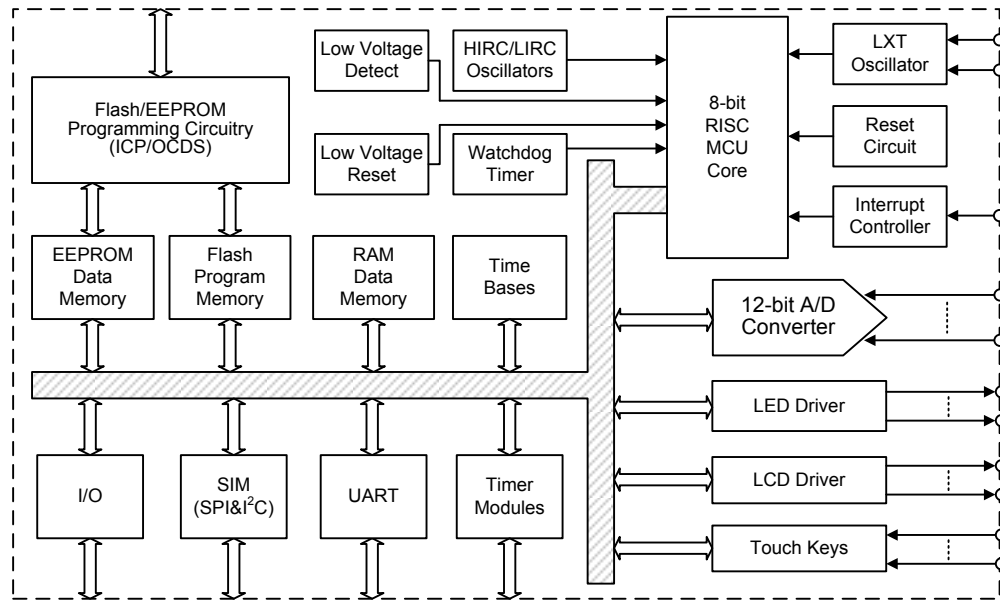 Flash/EEPROM
Programming Circuitry
(ICP/OCDS)
Low Voltage
Detect
HIRC/LIRC
Oscillators
Low Voltage
Reset
Watchdog
Timer
8-bit
RISC
MCU
Core
LXT
Oscillator
Reset
Circuit
Interrupt
Controller
EEPROM
Data
Memory
Flash
Program
Memory
RAM
Data
Memory
Time
Bases
12-bit A/D
Converter
LED Driver
LCD Driver
Touch Keys
I/O
SIM
(SPI&I²C)
UART
Timer
Modules